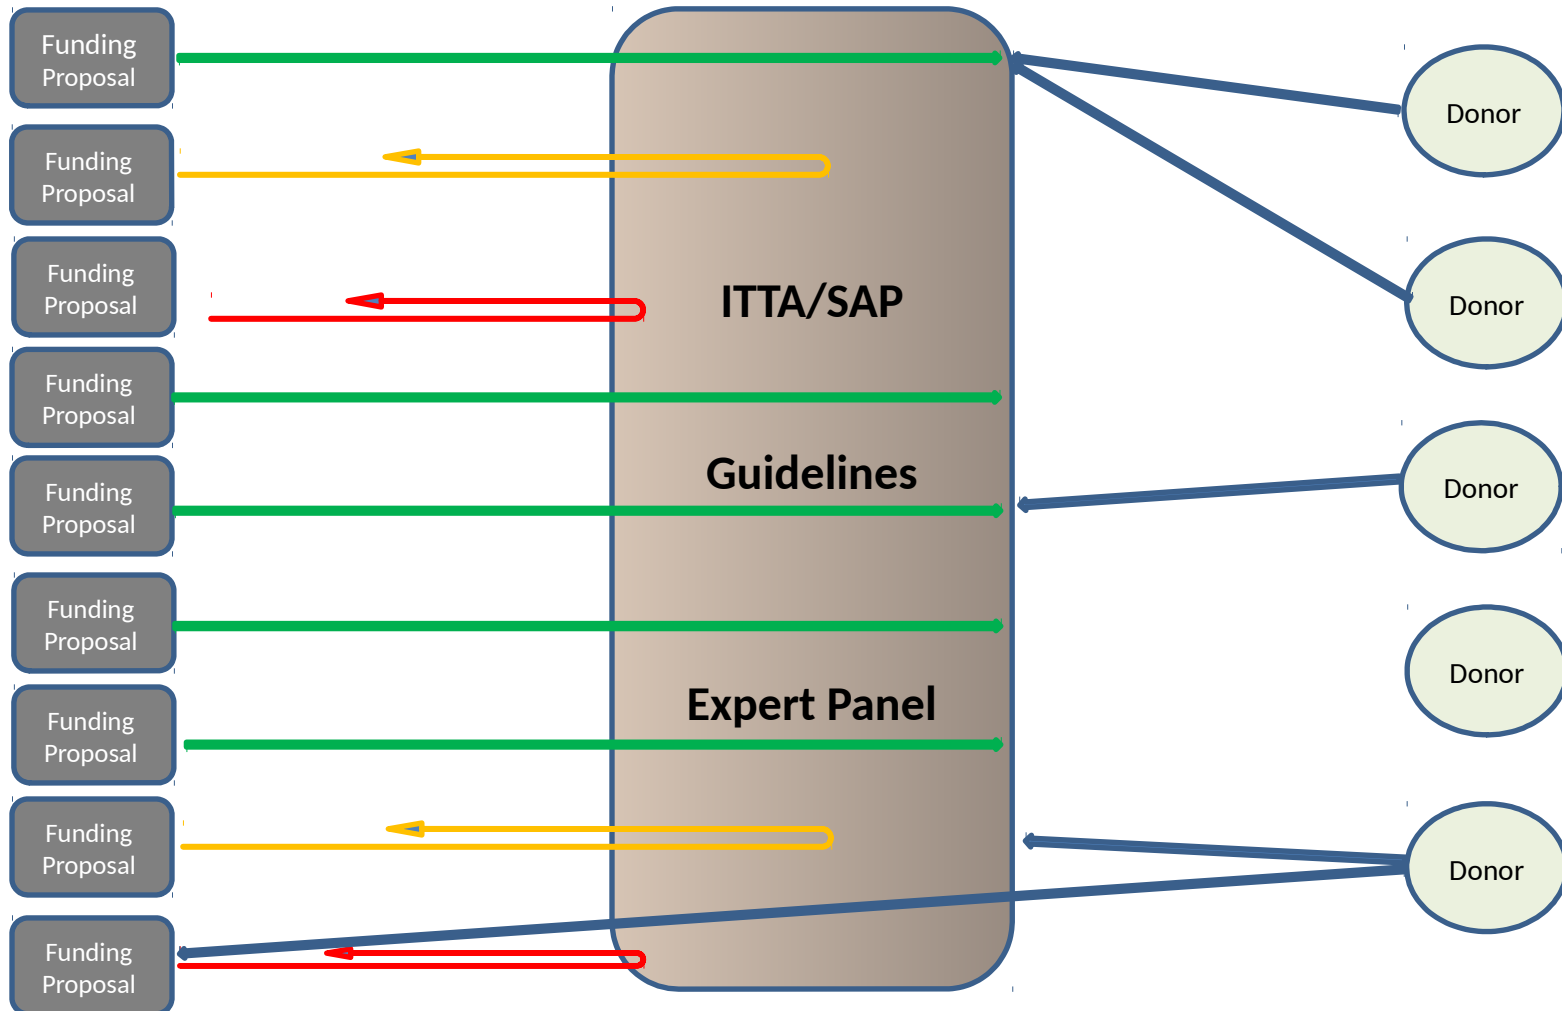 Funding
Proposal
Funding
Proposal
Funding
Proposal
Funding
Proposal
Funding
Proposal
Funding
Proposal
Funding
Proposal
Funding
Proposal
Funding
Proposal
ITTA/SAP
Guidelines
Expert Panel
Donor
Donor
Donor
Donor
Donor